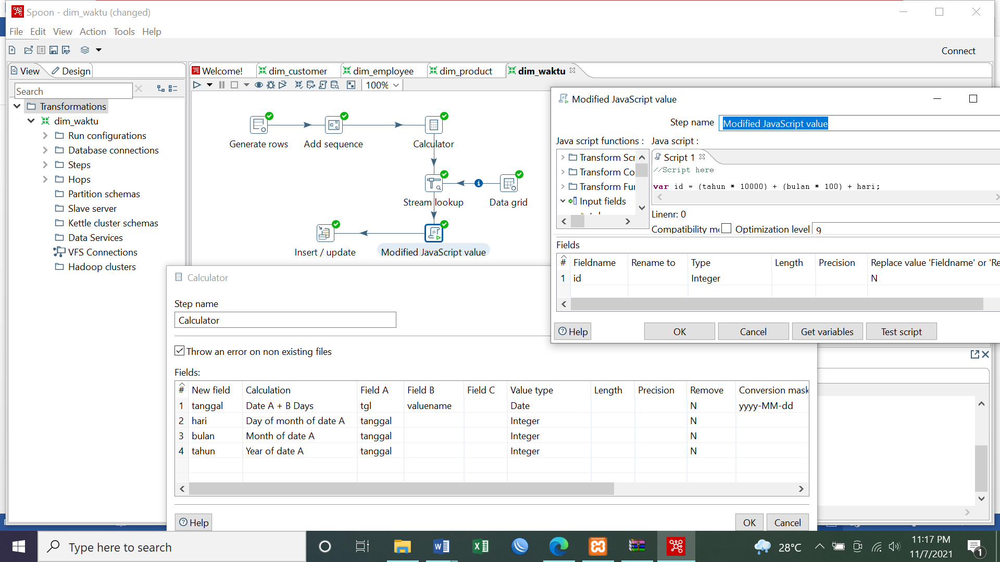 Spoon - dim_waktu (changed)
File Edit View Action Tools Help
Connect
View Design
Welcome! dim_customer dim_employee dim_product dim_waktu
100%
Search
Transformations
dim_waktu
Run configurations
Database connections
Steps
Hops
Partition schemas
Slave server
Kettle cluster schemas
Data Services
VFS Connections
Hadoop clusters
Generate rows Add sequence Calculator
Stream lookup Data grid
Insert / update Modified JavaScript value
Modified JavaScript value
Step name Modified JavaScript value
Java script functions : Java script :
Transform Scr
Transform Co
Transform Fur
Input fields
Script 1
//Script here
var id = (tahun * 10000) + (bulan * 100) + hari;
Linenr: 0
Compatibility m Optimization level 9
Fields
# Fieldname Rename to Type Length Precision Replace value 'Fieldname' or 'Re
1 id Integer N
Help OK Cancel Get variables Test script
Calculator
Step name
Calculator
Throw an error on non existing files
Fields:
# New field Calculation Field A Field B Field C Value type Length Precision Remove Conversion mask
1 tanggal Date A + B Days tgl valuename Date N yyyy-MM-dd
2 hari Day of month of date A tanggal Integer N
3 bulan Month of date A tanggal Integer N
4 tahun Year of date A tanggal Integer N
Help OK Cancel
Type here to search
28°C
11:17 PM
11/7/2021
1